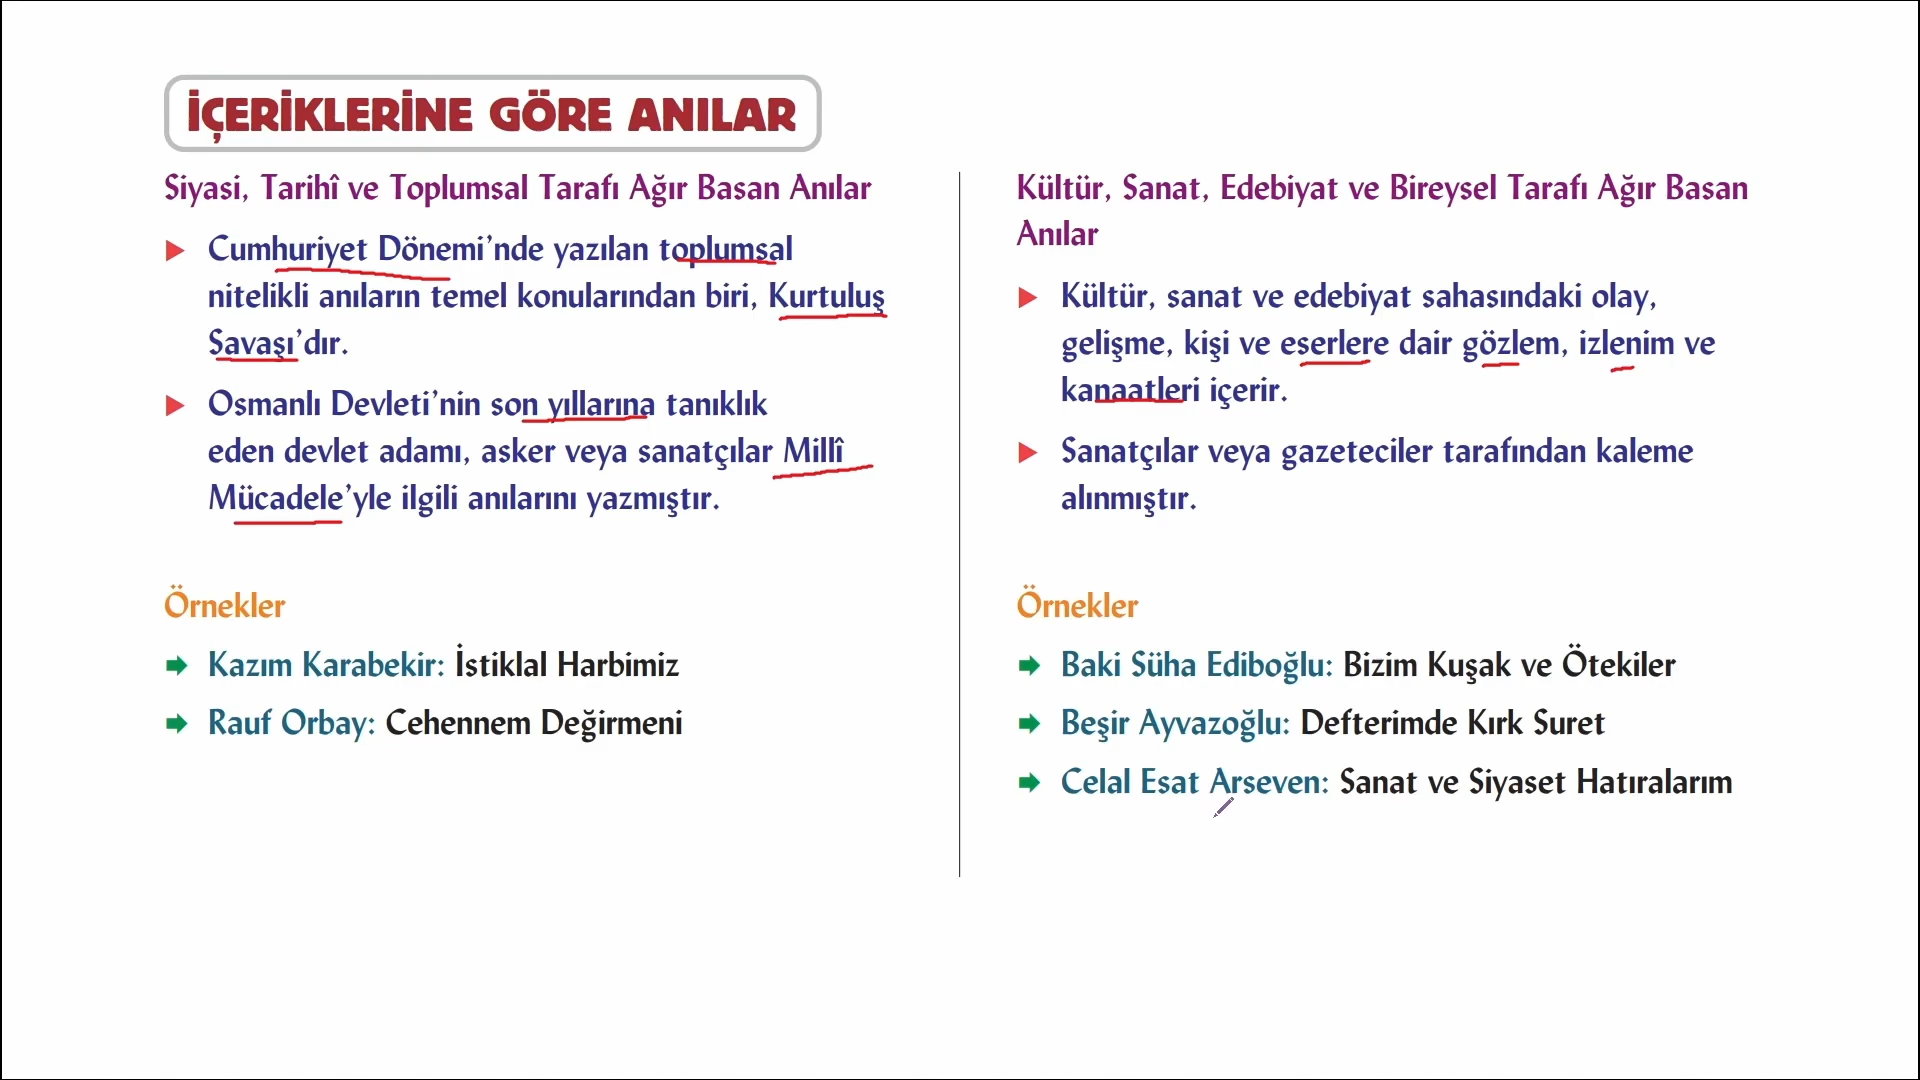 İÇERİKLERİNE GÖRE ANILAR
Siyasi, Tarihî ve Toplumsal Tarafı Ağır Basan Anılar
Cumhuriyet Dönemi’nde yazılan toplumsal
nitelikli anıların temel konularından biri, Kurtuluş
Savaşı’dır.
Osmanlı Devleti’nin son yıllarına tanıklık
eden devlet adamı, asker veya sanatçılar Millî
Mücadele’yle ilgili anılarını yazmıştır.
Örnekler
Kazım Karabekir: İstiklal Harbimiz
Rauf Orbay: Cehennem Değirmeni
Kültür, Sanat, Edebiyat ve Bireysel Tarafı Ağır Basan
Anılar
Kültür, sanat ve edebiyat sahasındaki olay,
gelişme, kişi ve eserlere dair gözlem, izlenim ve
kanaatleri içerir.
Sanatçılar veya gazeteciler tarafından kaleme
alınmıştır.
Örnekler
Baki Süha Ediboğlu: Bizim Kuşak ve Ötekiler
Beşir Ayvazoğlu: Defterimde Kırk Suret
Celal Esat Arseven: Sanat ve Siyaset Hatıralarım